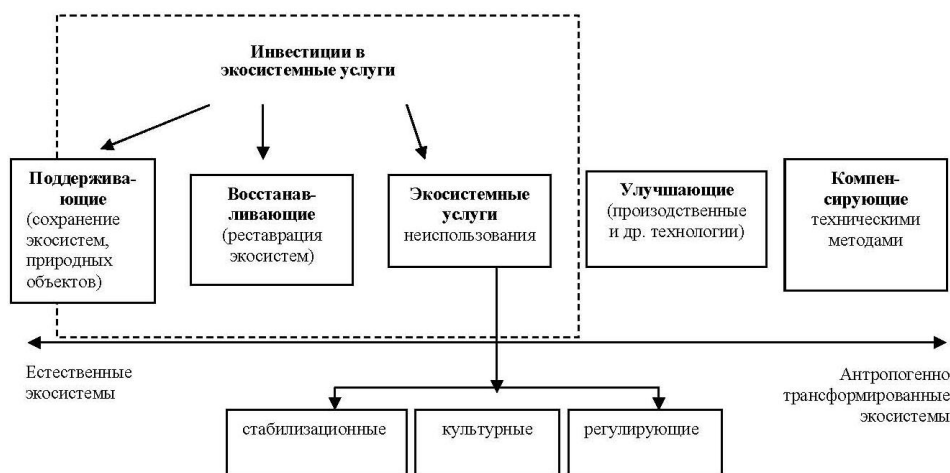 Инвестиции в
экосистемные услуги
Поддержива-
ющие
(сохранение
экосистем,
природных
объектов)
Восстанав-
ливающие
(реставрация
экосистем)
Экосистемные
услуги
неиспользования
Улучшающие
(произодственные
и др. технологии)
Компен-
сирующие
техническими
методами
Естественные
экосистемы
Антропогенно
трансформированные
экосистемы
стабилизационные
культурные
регулирующие